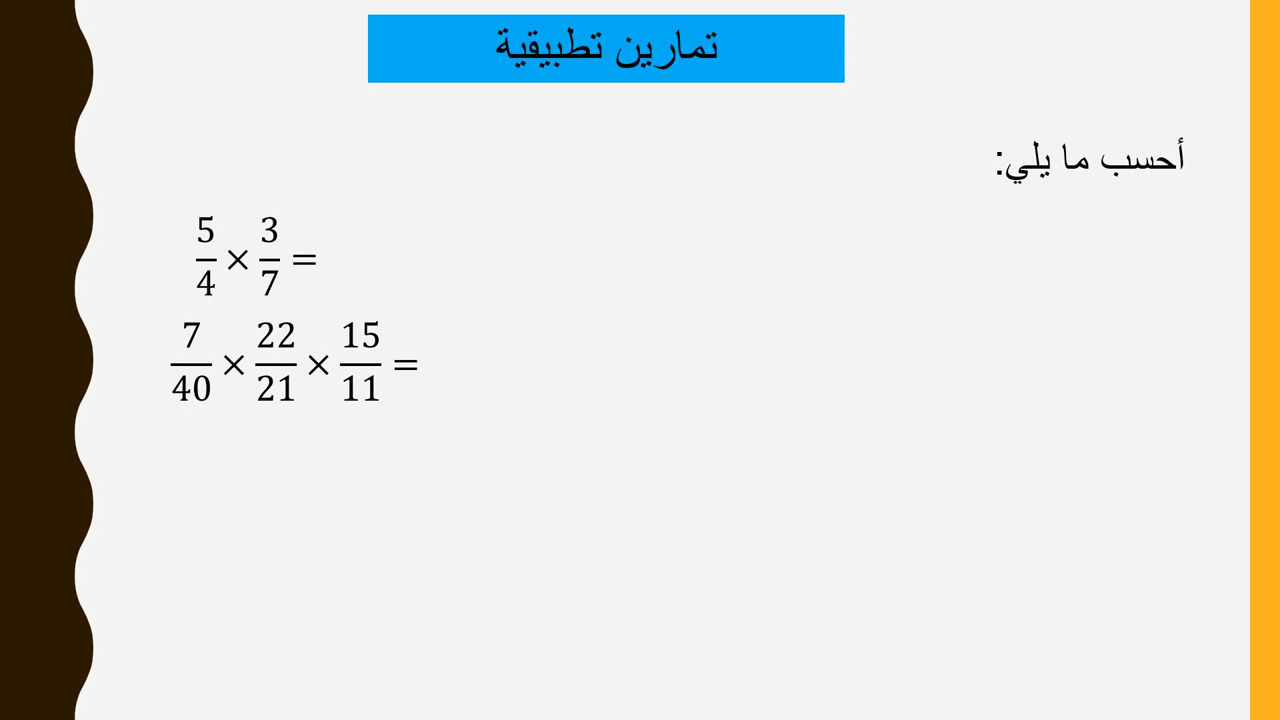 تمارين تطبيقية
أحسب ما يلي:
5/4 × 3/7 =
7/40 × 22/21 × 15/11 =